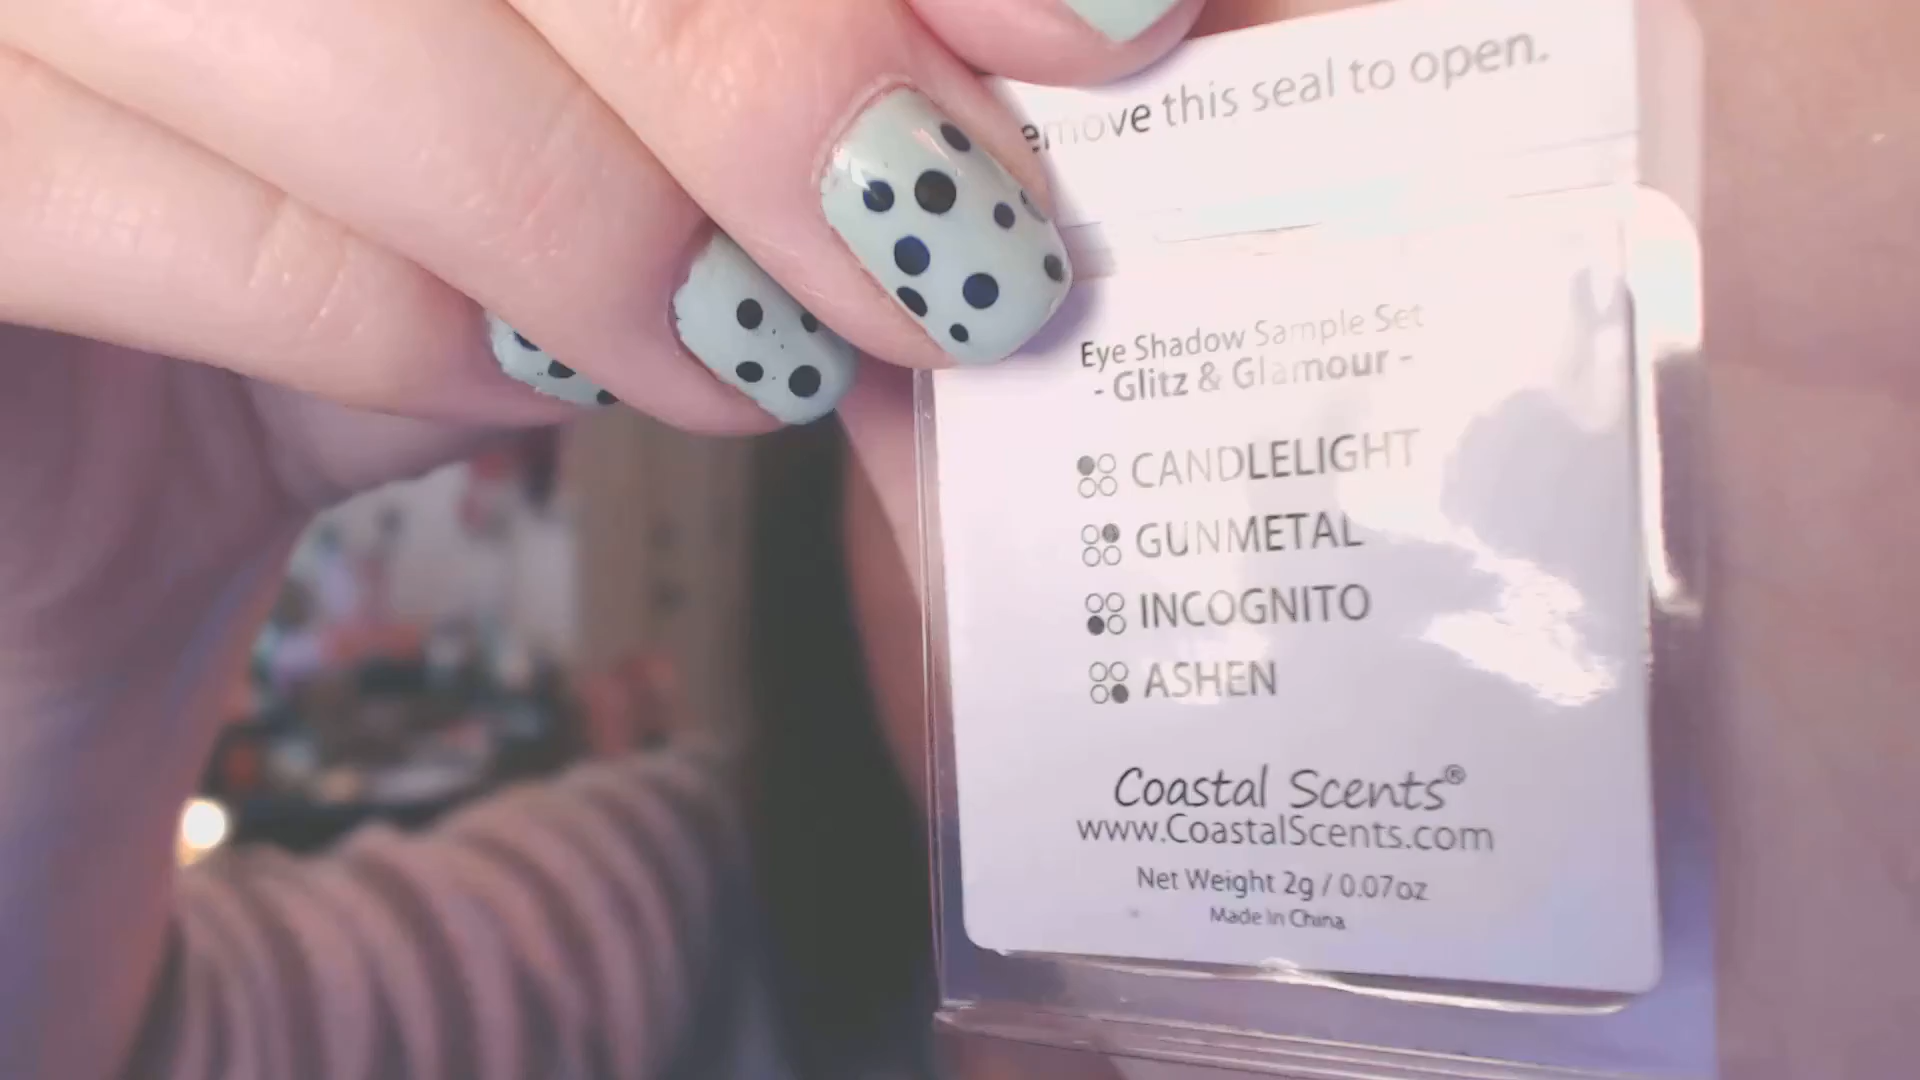 emove this seal to open.
Eye Shadow Sample Set
- Glitz & Glamour -
CANDLELIGHT
GUNMETAL
INCOGNITO
ASHEN
Coastal Scents®
www.CoastalScents.com
Net Weight 2g / 0.07oz
Made In China